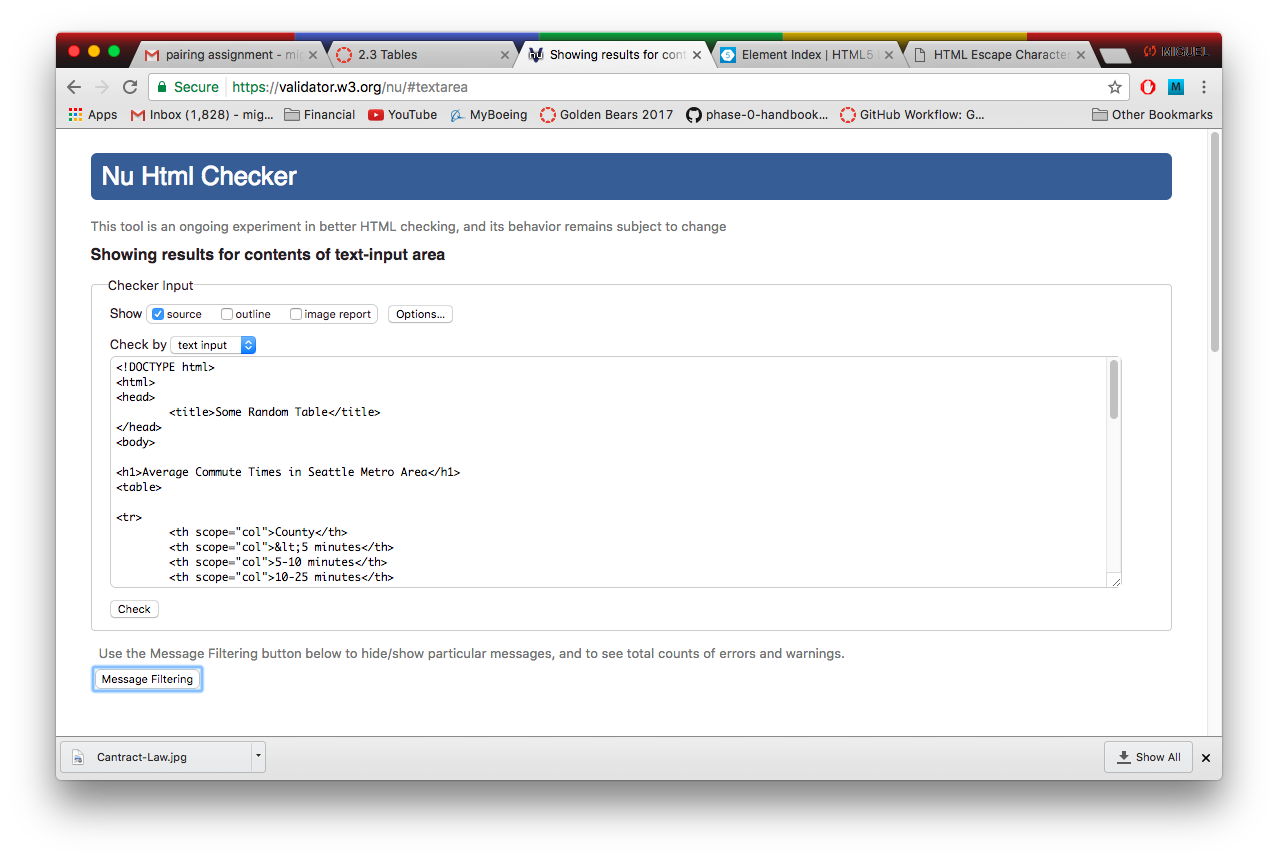 pairing assignment - mig
2.3 Tables
Showing results for cont
Element Index | HTML5
HTML Escape Character
MIGUEL
Secure https://validator.w3.org/nu/#textarea
Apps Inbox (1,828) - mig... Financial YouTube MyBoeing Golden Bears 2017 phase-0-handbook... GitHub Workflow: G... Other Bookmarks
Nu Html Checker
This tool is an ongoing experiment in better HTML checking, and its behavior remains subject to change
Showing results for contents of text-input area
Checker Input
Show source outline image report Options...
Check by text input
<!DOCTYPE html>
<html>
<head>
<title>Some Random Table</title>
</head>
<body>
<h1>Average Commute Times in Seattle Metro Area</h1>
<table>
<tr>
<th scope="col">County</th>
<th scope="col">&lt;5 minutes</th>
<th scope="col">5-10 minutes</th>
<th scope="col">10-25 minutes</th>
Check
Use the Message Filtering button below to hide/show particular messages, and to see total counts of errors and warnings.
Message Filtering
Cantract-Law.jpg
Show All